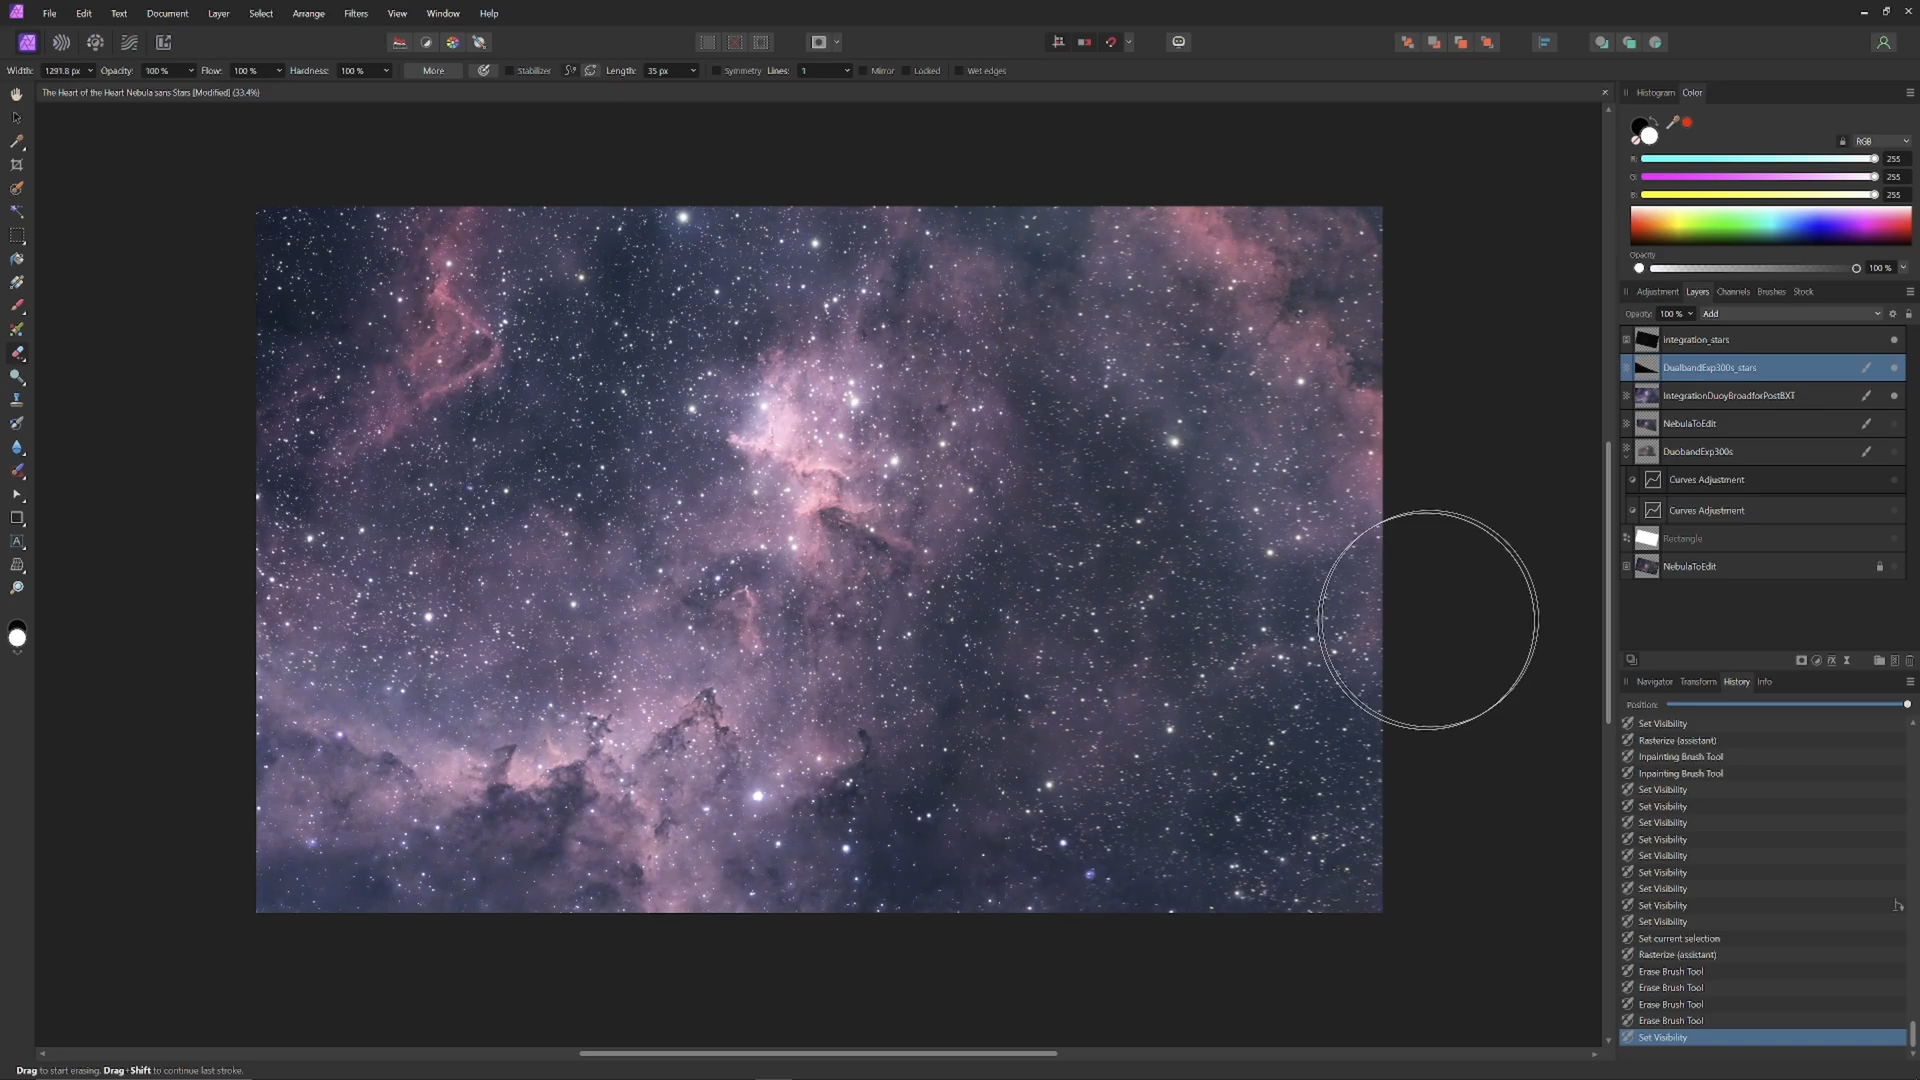 File Edit Text Document Layer Select Arrange Filters View Window Help
Width: 1291.8 px Opacity: 100 % Flow: 100 % Hardness: 100 % More Stabilizer Length: 35 px Symmetry Lines: 1 Mirror Locked Wet edges
The Heart of the Heart Nebula sans Stars [Modified] (33.4%)
Histogram Color
RGB
255
255
255
Opacity
100 %
Adjustment Layers Channels Brushes Stock
Opacity: 100 % Add
integration_stars
DualbandExp300s_stars
IntegrationDuoyBroadforPostBXT
NebulaToEdit
DuobandExp300s
Curves Adjustment
Curves Adjustment
Rectangle
NebulaToEdit
Navigator Transform History Info
Position:
Set Visibility
Rasterize (assistant)
Inpainting Brush Tool
Inpainting Brush Tool
Set Visibility
Set Visibility
Set Visibility
Set Visibility
Set Visibility
Set Visibility
Set Visibility
Set Visibility
Set Visibility
Set current selection
Rasterize (assistant)
Erase Brush Tool
Erase Brush Tool
Erase Brush Tool
Erase Brush Tool
Set Visibility
Drag to start erasing. Drag+Shift to continue last stroke.